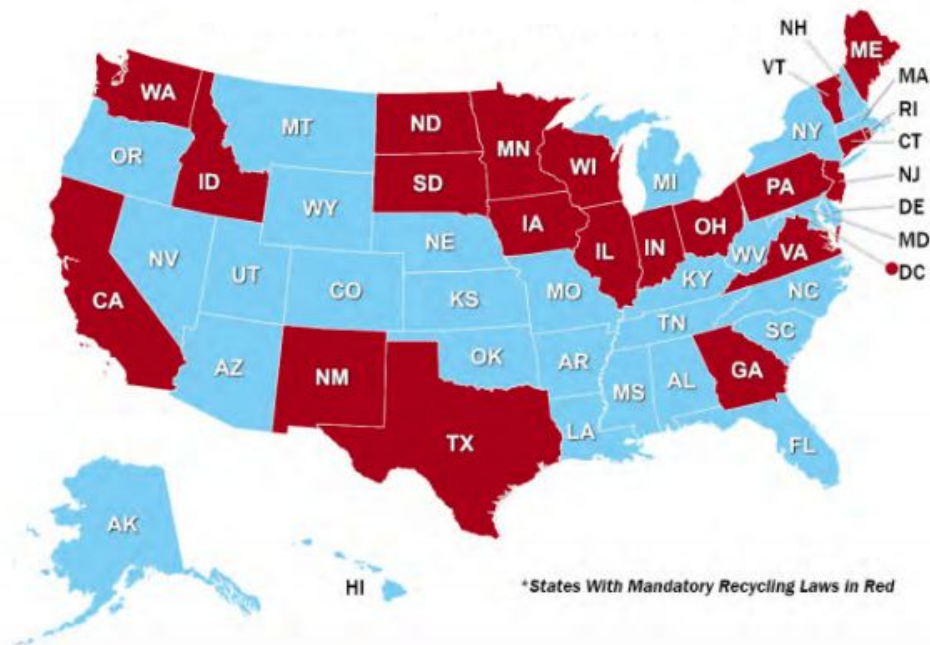 NH
ME
VT
MA
WA
RI
MT
ND
NY
CT
MN
OR
WI
NJ
ID
SD
MI
PA
WY
DE
IA
OH
MD
NE
IL
IN
WV
VA
NV
DC
UT
KY
CO
MO
NC
CA
KS
TN
SC
OK
AR
AZ
NM
GA
MS
AL
LA
TX
FL
AK
HI
*States With Mandatory Recycling Laws in Red